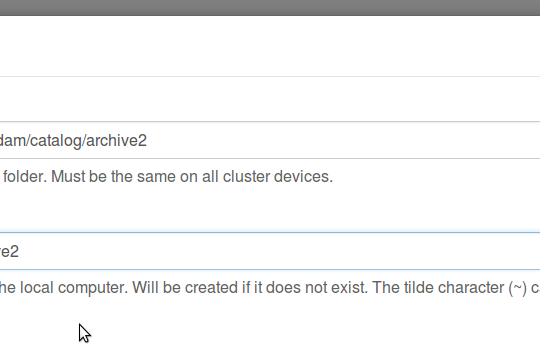 dam/catalog/archive2
folder. Must be the same on all cluster devices.
ve2
he local computer. Will be created if it does not exist. The tilde character (~) c